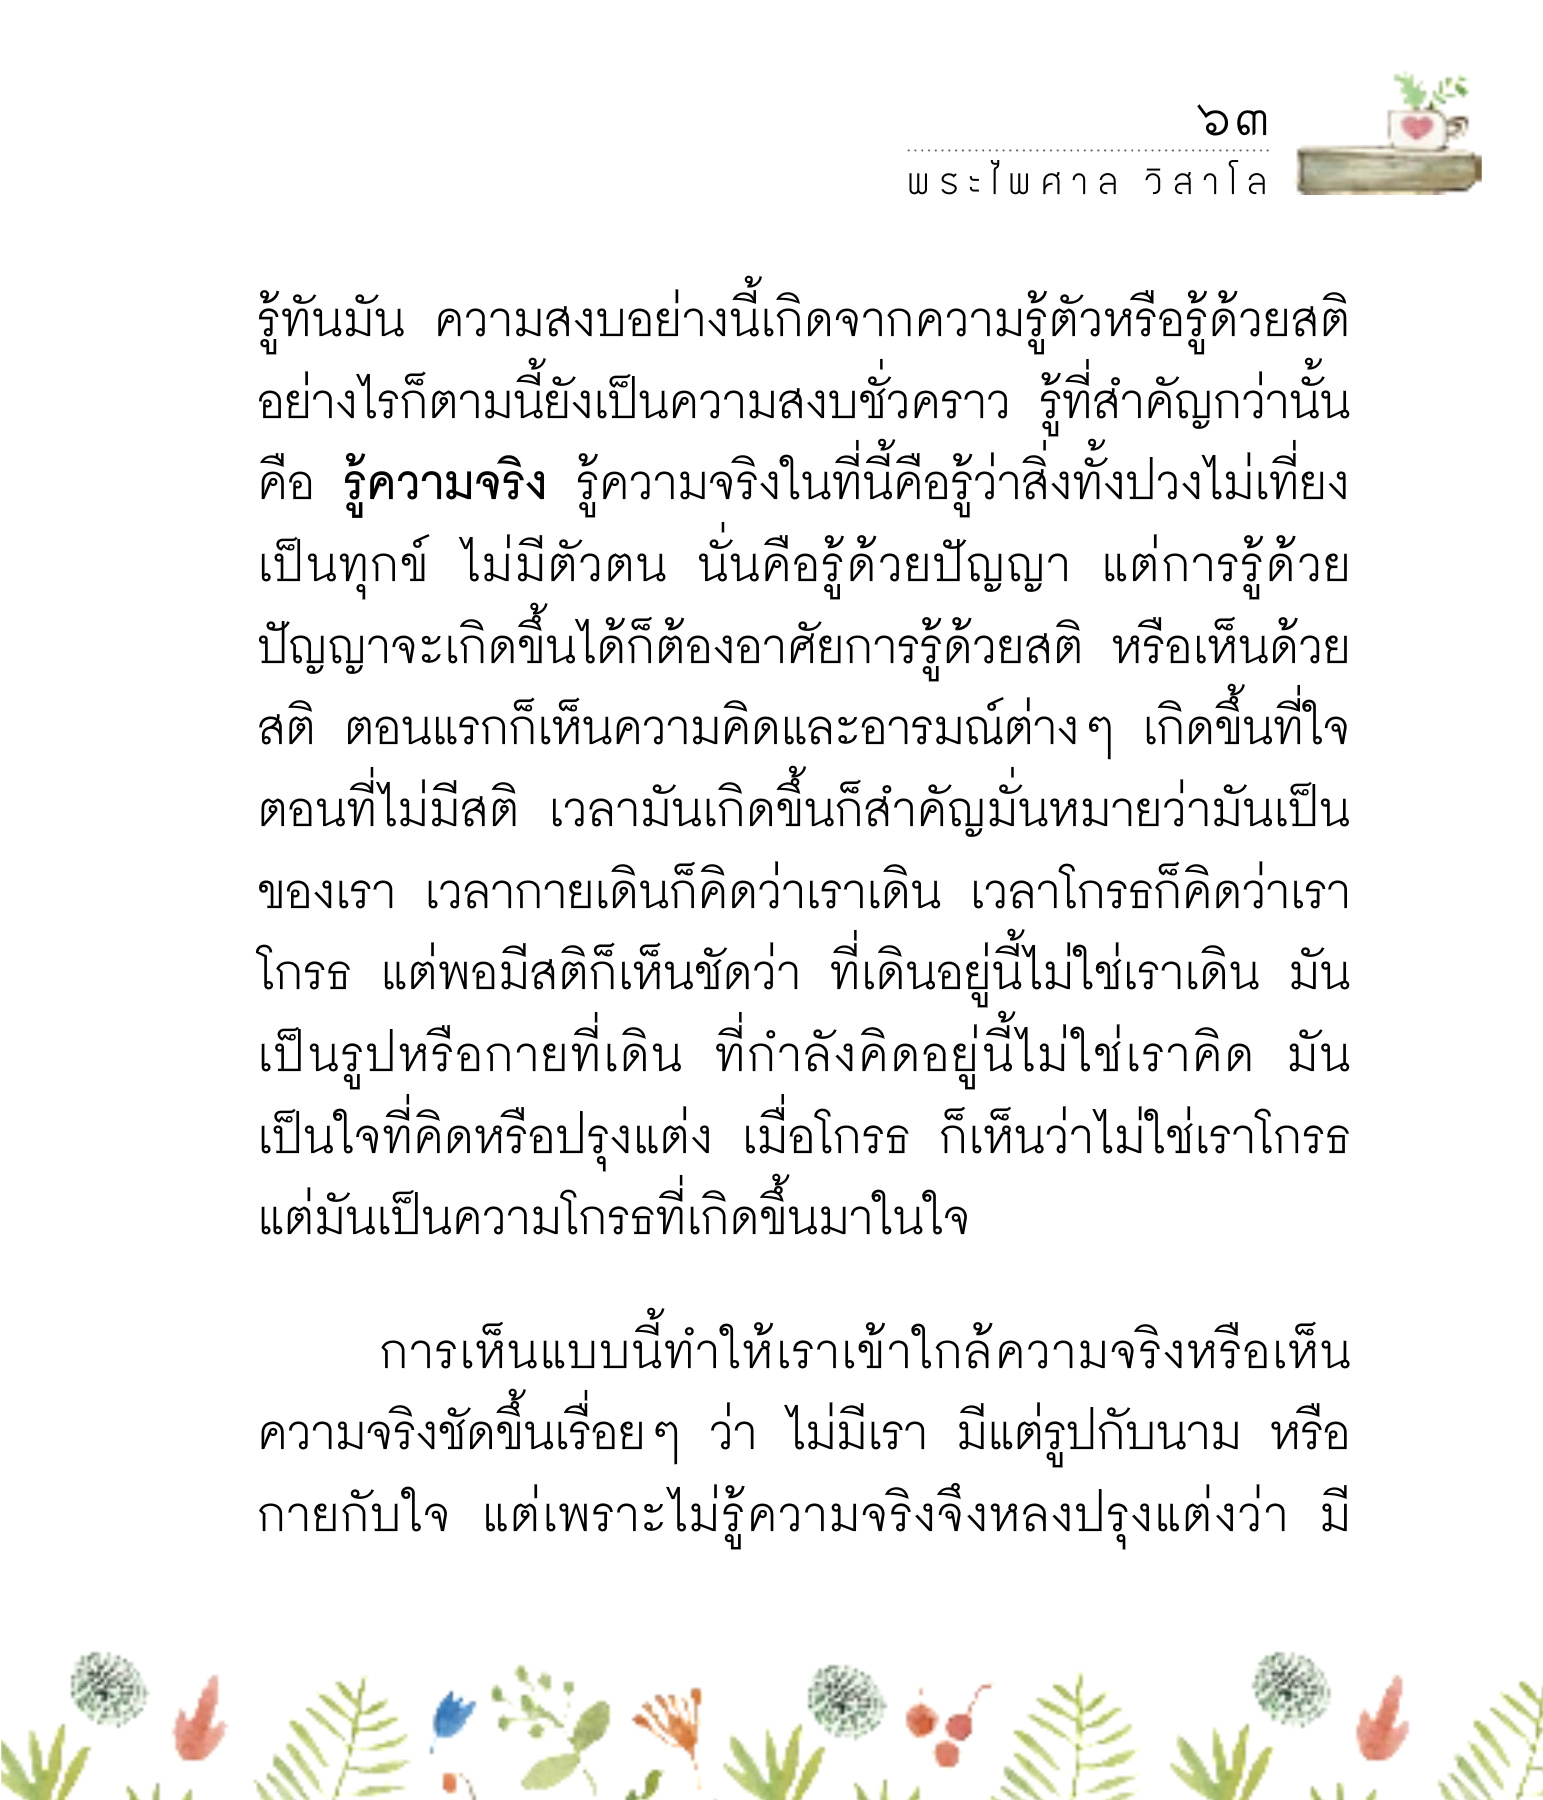 ๖๓
พระไพศาล วิสาโล
รู้ทันมัน ความสงบอย่างนี้เกิดจากความรู้ตัวหรือรู้ด้วยสติ
อย่างไรก็ตามนี้ยังเป็นความสงบชั่วคราว รู้ที่สำคัญกว่านั้น
คือ รู้ความจริง รู้ความจริงในที่นี้คือรู้ว่าสิ่งทั้งปวงไม่เที่ยง
เป็นทุกข์ ไม่มีตัวตน นั่นคือรู้ด้วยปัญญา แต่การรู้ด้วย
ปัญญาจะเกิดขึ้นได้ก็ต้องอาศัยการรู้ด้วยสติ หรือเห็นด้วย
สติ ตอนแรกก็เห็นความคิดและอารมณ์ต่างๆ เกิดขึ้นที่ใจ
ตอนที่ไม่มีสติ เวลามันเกิดขึ้นก็สำคัญมั่นหมายว่ามันเป็น
ของเรา เวลากายเดินก็คิดว่าเราเดิน เวลาโกรธก็คิดว่าเรา
โกรธ แต่พอมีสติก็เห็นชัดว่า ที่เดินอยู่นี้ไม่ใช่เราเดิน มัน
เป็นรูปหรือกายที่เดิน ที่กำลังคิดอยู่นี้ไม่ใช่เราคิด มัน
เป็นใจที่คิดหรือปรุงแต่ง เมื่อโกรธ ก็เห็นว่าไม่ใช่เราโกรธ
แต่มันเป็นความโกรธที่เกิดขึ้นมาในใจ
การเห็นแบบนี้ทำให้เราเข้าใกล้ความจริงหรือเห็น
ความจริงชัดขึ้นเรื่อยๆ ว่า ไม่มีเรา มีแต่รูปกับนาม หรือ
กายกับใจ แต่เพราะไม่รู้ความจริงจึงหลงปรุงแต่งว่า มี